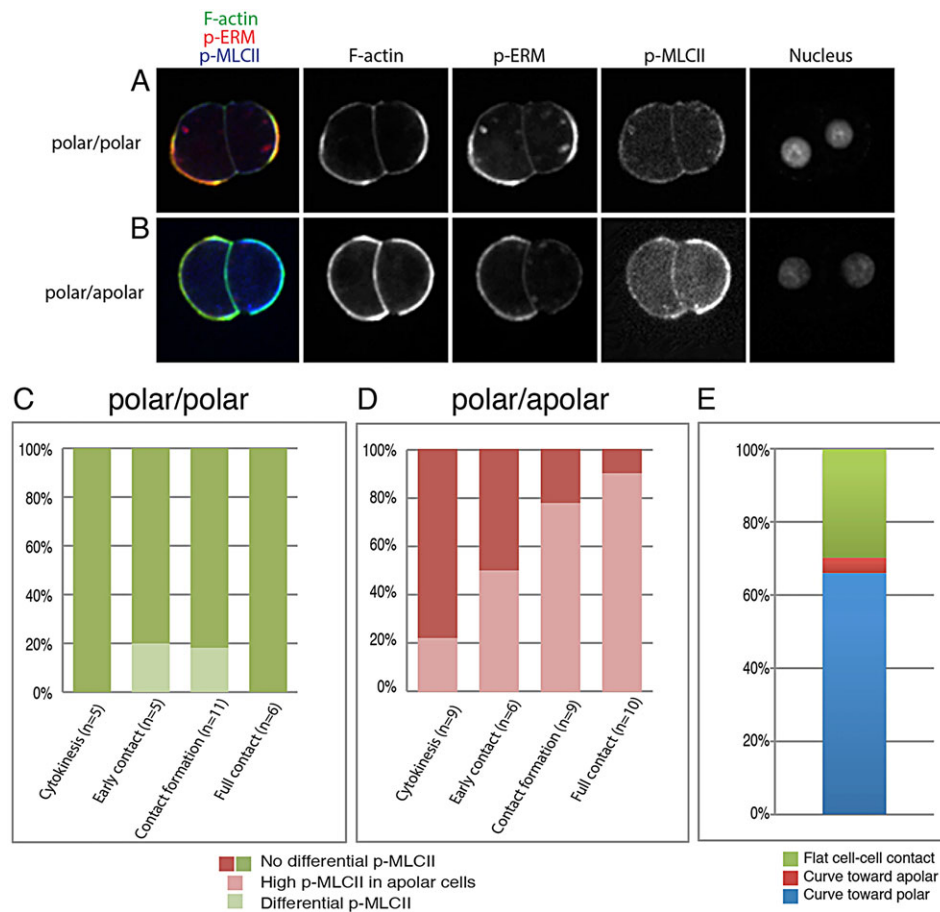 F-actin
p-ERM
p-MLCII
F-actin
p-ERM
p-MLCII
Nucleus
A
polar/polar
B
polar/apolar
C
polar/polar
100%
80%
60%
40%
20%
0%
Cytokinesis (n=5)
Early contact (n=5)
Contact formation (n=11)
Full contact (n=6)
D
polar/apolar
100%
80%
60%
40%
20%
0%
Cytokinesis (n=9)
Early contact (n=6)
Contact formation (n=9)
Full contact (n=10)
E
100%
80%
60%
40%
20%
0%
No differential p-MLCII
High p-MLCII in apolar cells
Differential p-MLCII
Flat cell-cell contact
Curve toward apolar
Curve toward polar